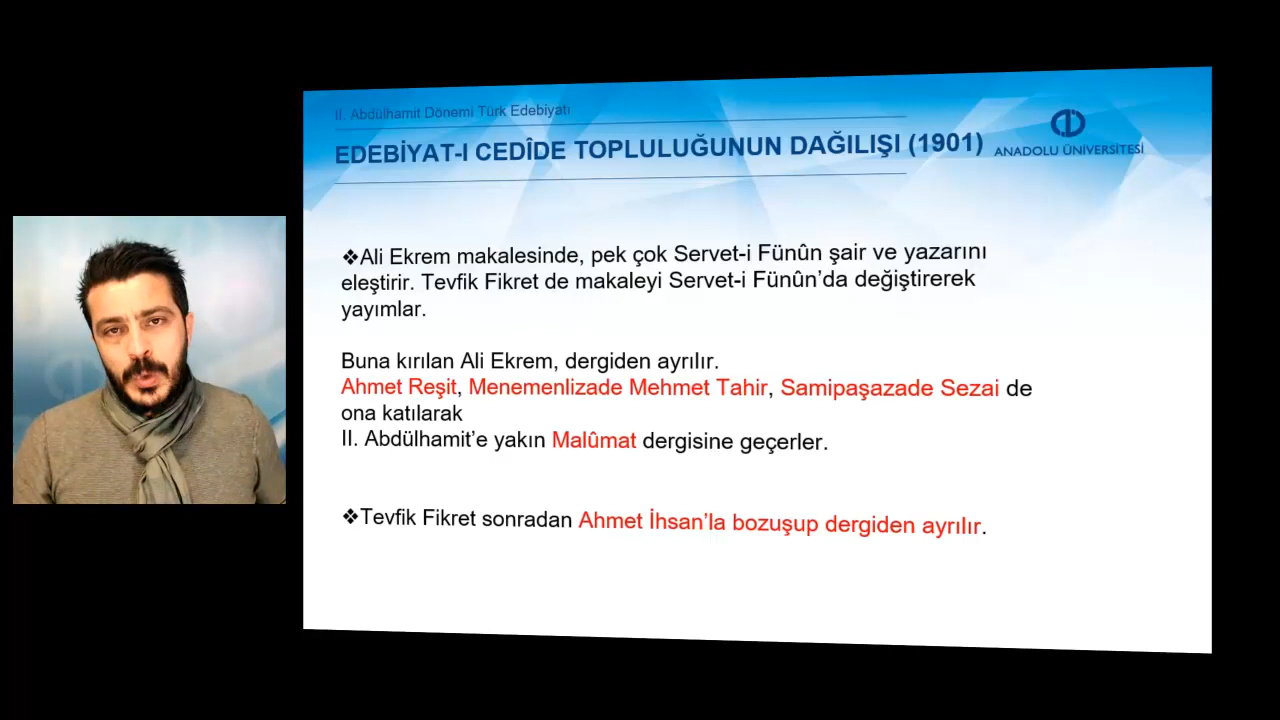 II. Abdülhamit Dönemi Türk Edebiyatı
EDEBİYAT-I CEDÎDE TOPLULUĞUNUN DAĞILIŞI (1901)
ANADOLU ÜNİVERSİTESİ
❖Ali Ekrem makalesinde, pek çok Servet-i Fünûn şair ve yazarını
eleştirir. Tevfik Fikret de makaleyi Servet-i Fünûn’da değiştirerek
yayımlar.
Buna kırılan Ali Ekrem, dergiden ayrılır.
Ahmet Reşit, Menemenlizade Mehmet Tahir, Samipaşazade Sezai de
ona katılarak
II. Abdülhamit’e yakın Malûmat dergisine geçerler.
❖Tevfik Fikret sonradan Ahmet İhsan’la bozuşup dergiden ayrılır.